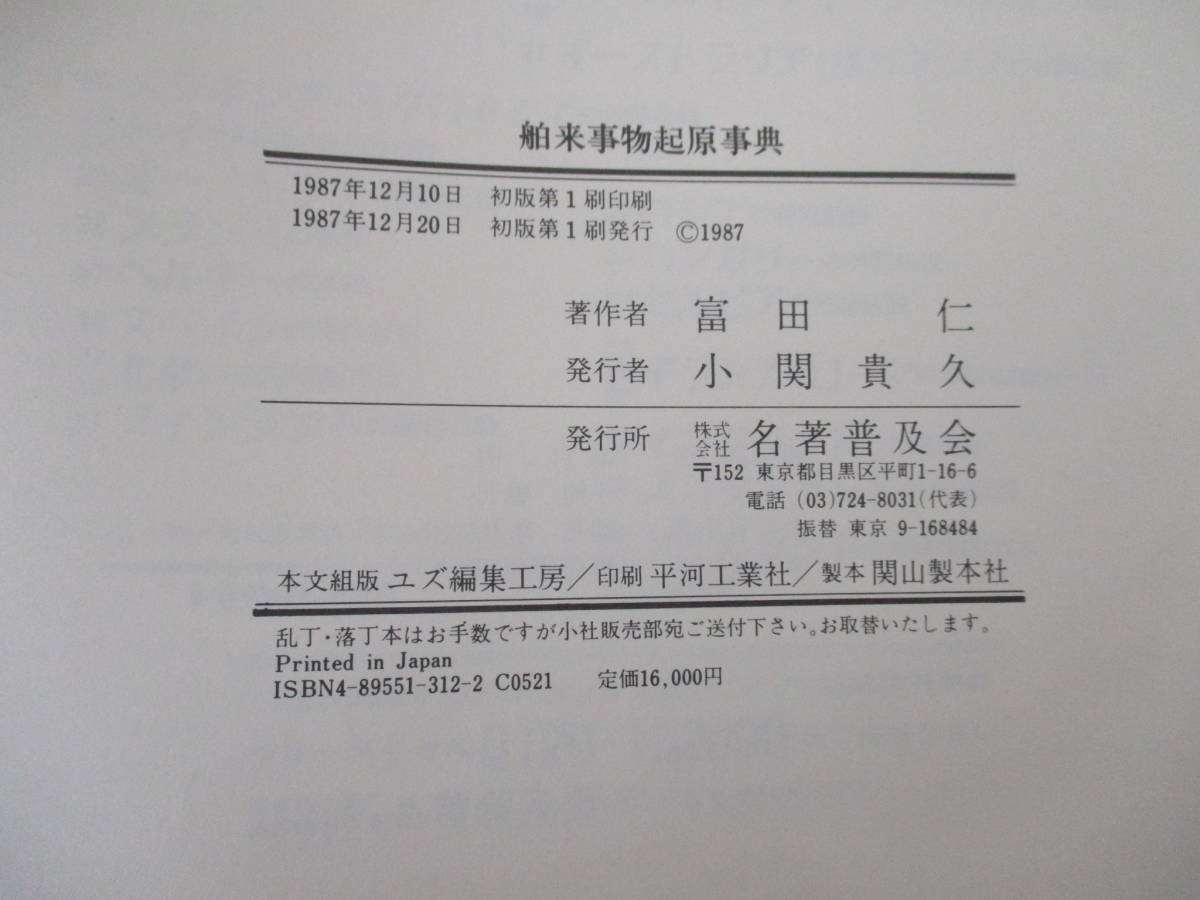 舶来事物起原事典
1987年12月10日 初版第1刷印刷
1987年12月20日 初版第1刷発行 ©1987
著作者 富田 仁
発行者 小関貴久
発行所 株式会社 名著普及会
〒152 東京都目黒区平町1-16-6
電話 (03)724-8031(代表)
振替 東京 9-168484
本文組版 ユズ編集工房/印刷 平河工業社/製本 関山製本社
乱丁・落丁本はお手数ですが小社販売部宛ご送付下さい。お取替いたします。
Printed in Japan
ISBN4-89551-312-2 C0521 定価16,000円